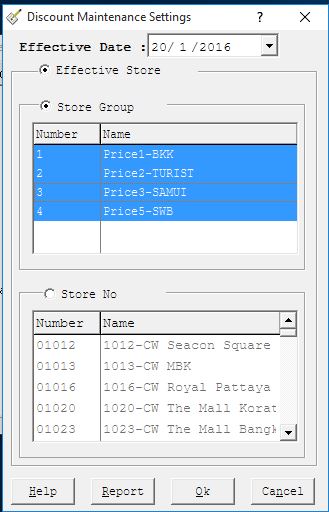 Discount Maintenance Settings
Effective Date : 20/ 1 /2016
Effective Store
Store Group
Number Name
1 Price1-BKK
2 Price2-TURIST
3 Price3-SAMUI
4 Price5-SWB
Store No
Number Name
01012 1012-CW Seacon Square
01013 1013-CW MBK
01016 1016-CW Royal Pattaya
01020 1020-CW The Mall Korat
01023 1023-CW The Mall Bangk
Help Report Ok Cancel